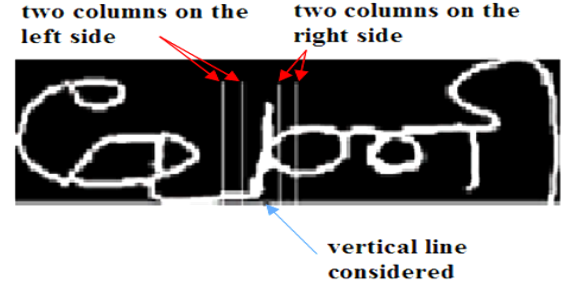 two columns on the
left side
two columns on the
right side
vertical line
considered